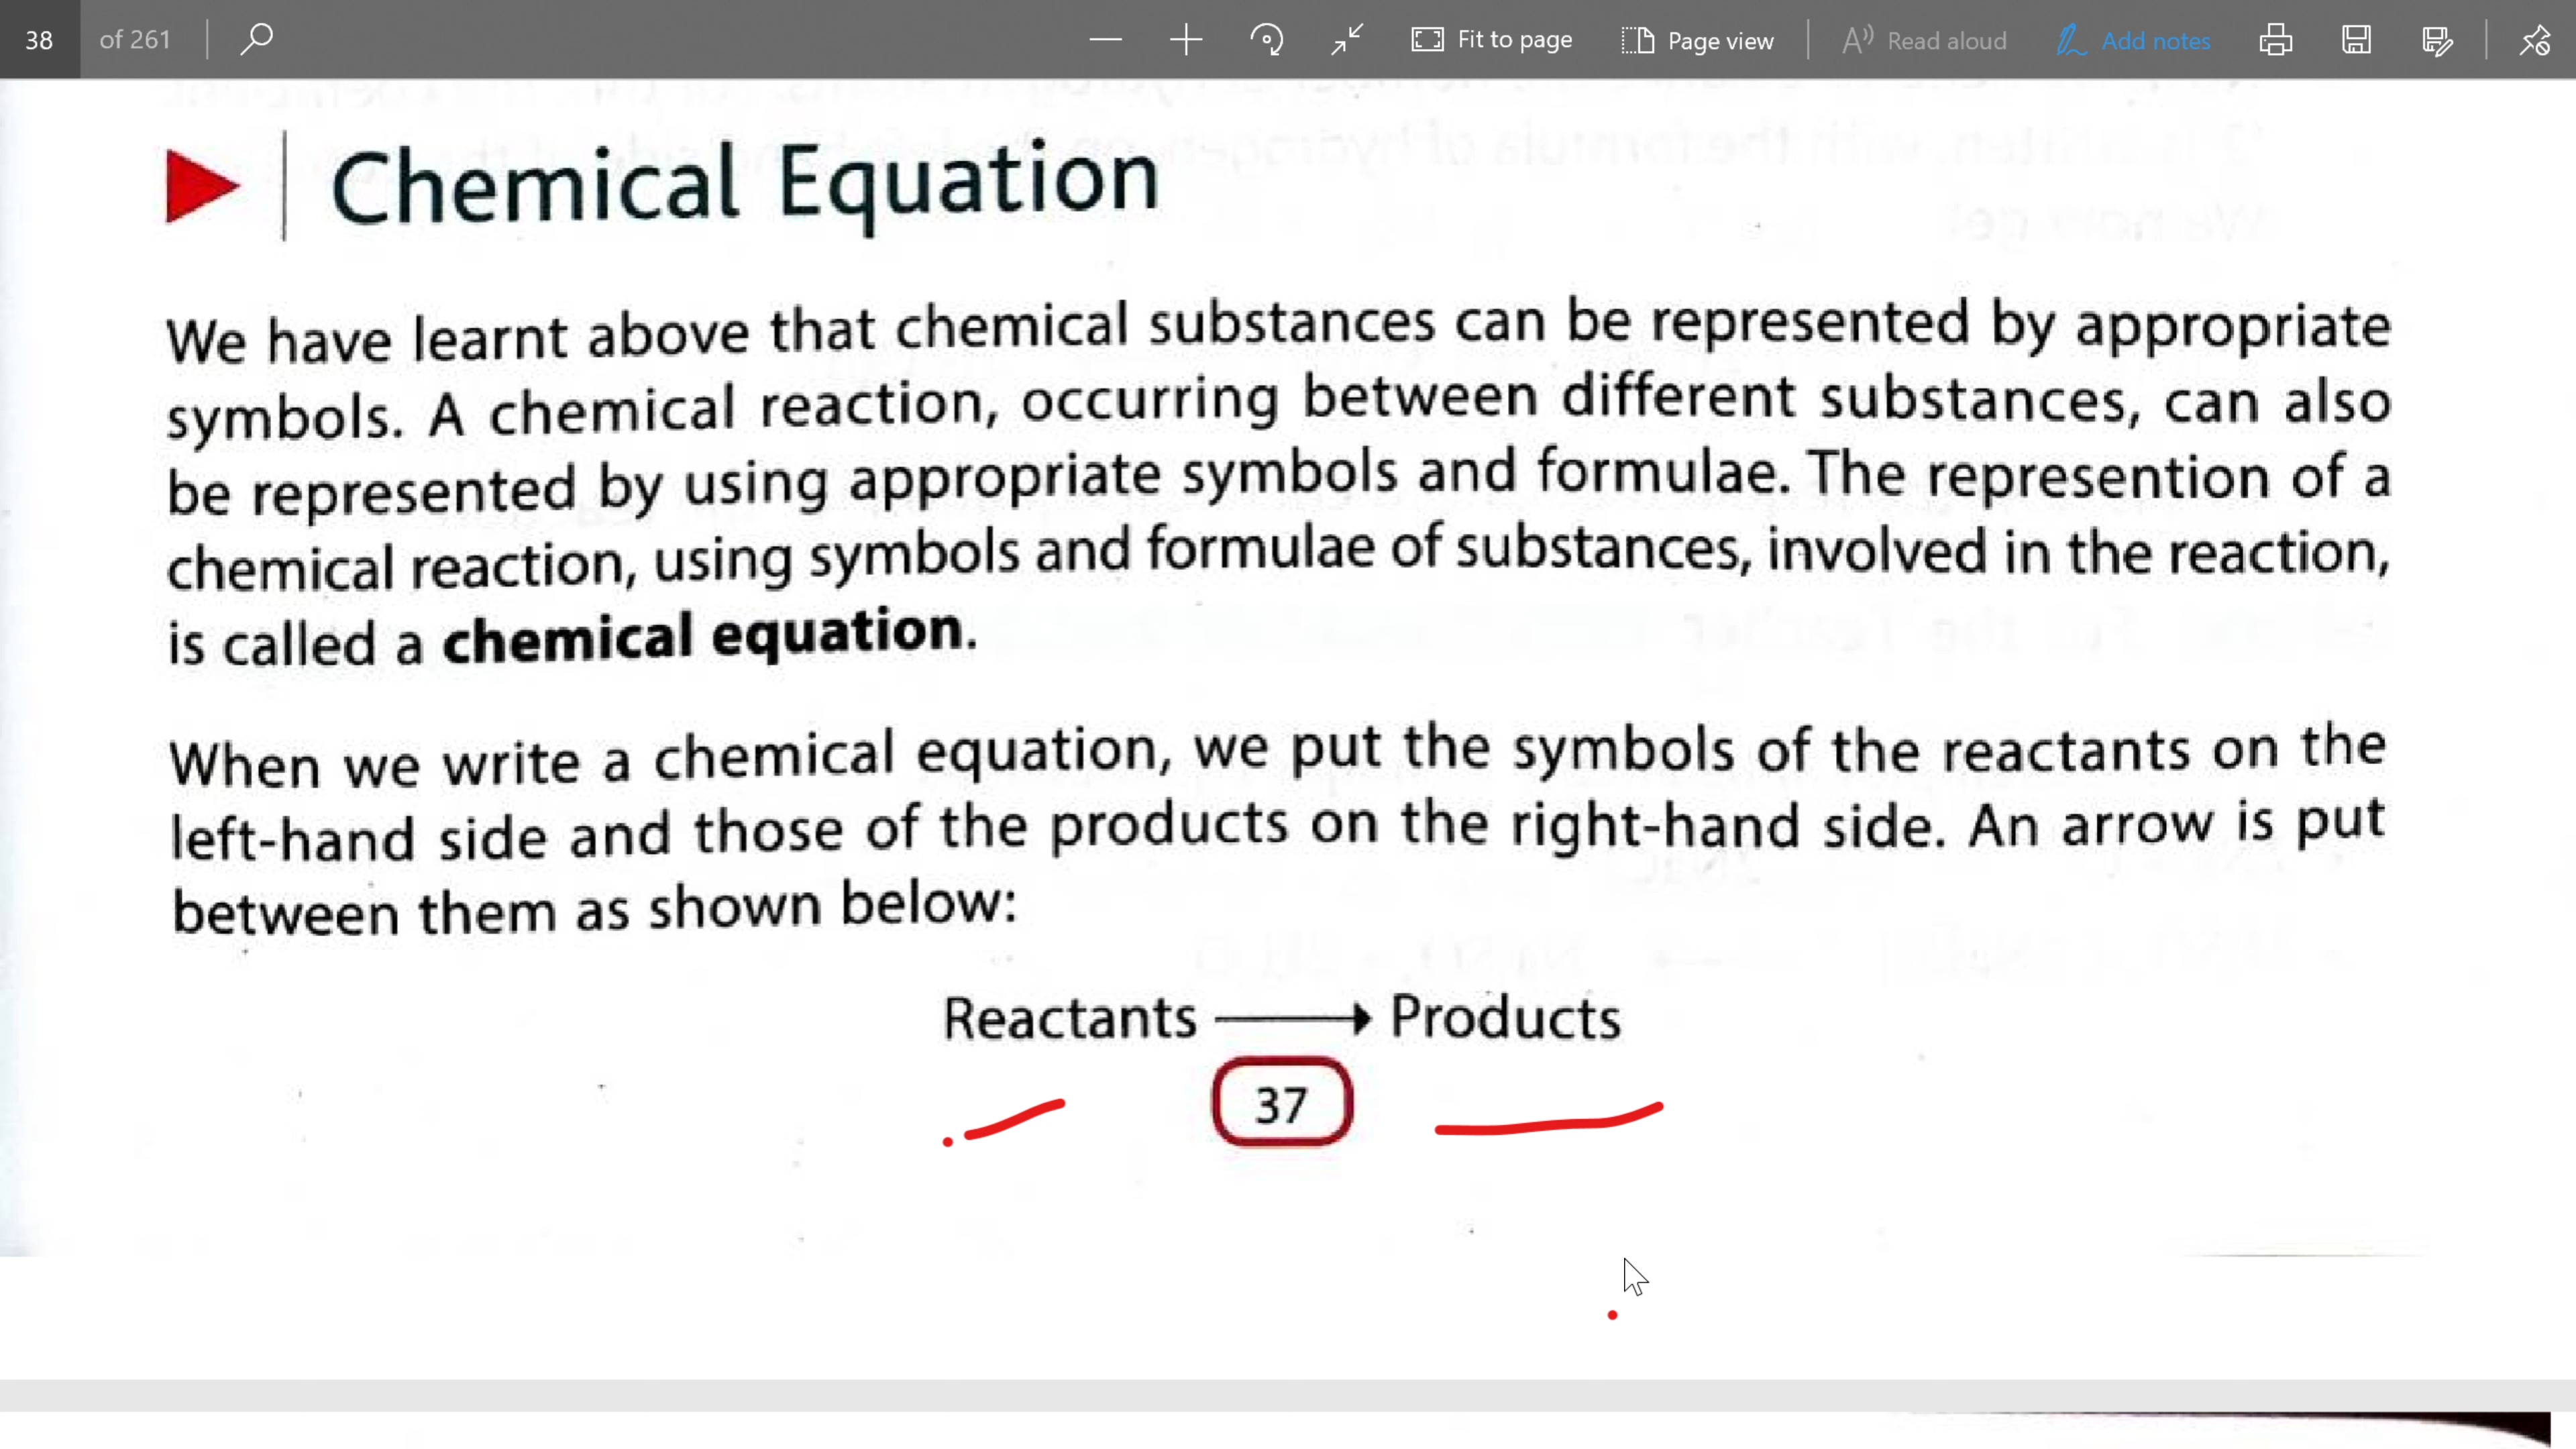 38 of 261 Fit to page Page view Read aloud Add notes
Chemical Equation
We have learnt above that chemical substances can be represented by appropriate
symbols. A chemical reaction, occurring between different substances, can also
be represented by using appropriate symbols and formulae. The represention of a
chemical reaction, using symbols and formulae of substances, involved in the reaction,
is called a chemical equation.
When we write a chemical equation, we put the symbols of the reactants on the
left-hand side and those of the products on the right-hand side. An arrow is put
between them as shown below:
Reactants ⟶ Products
37